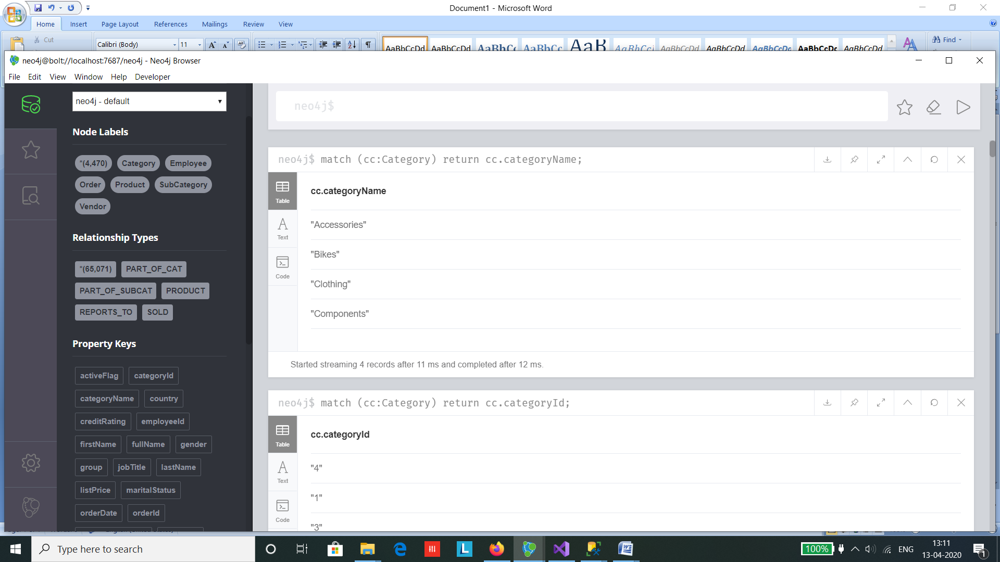 Document1 - Microsoft Word
Home Insert Page Layout References Mailings Review View
Cut
Calibri (Body) 11
AaBbCcDd AaBbCcDd AaBbCc AaBbCc AaB AaBbCcI AaBbCcDd AaBbCcDd AaBbCcDc AaBbCcDc AaBbCcDd
Find
neo4j@bolt://localhost:7687/neo4j - Neo4j Browser
File Edit View Window Help Developer
neo4j - default
neo4j$
Node Labels
*(4,470) Category Employee
Order Product SubCategory
Vendor
Relationship Types
*(65,071) PART_OF_CAT
PART_OF_SUBCAT PRODUCT
REPORTS_TO SOLD
Property Keys
activeFlag categoryId
categoryName country
creditRating employeeId
firstName fullName gender
group jobTitle lastName
listPrice maritalStatus
orderDate orderId
neo4j$ match (cc:Category) return cc.categoryName;
Table
Text
Code
cc.categoryName
"Accessories"
"Bikes"
"Clothing"
"Components"
Started streaming 4 records after 11 ms and completed after 12 ms.
neo4j$ match (cc:Category) return cc.categoryId;
Table
Text
Code
cc.categoryId
"4"
"1"
"3"
Type here to search
L
100%
ENG
13:11
13-04-2020
1